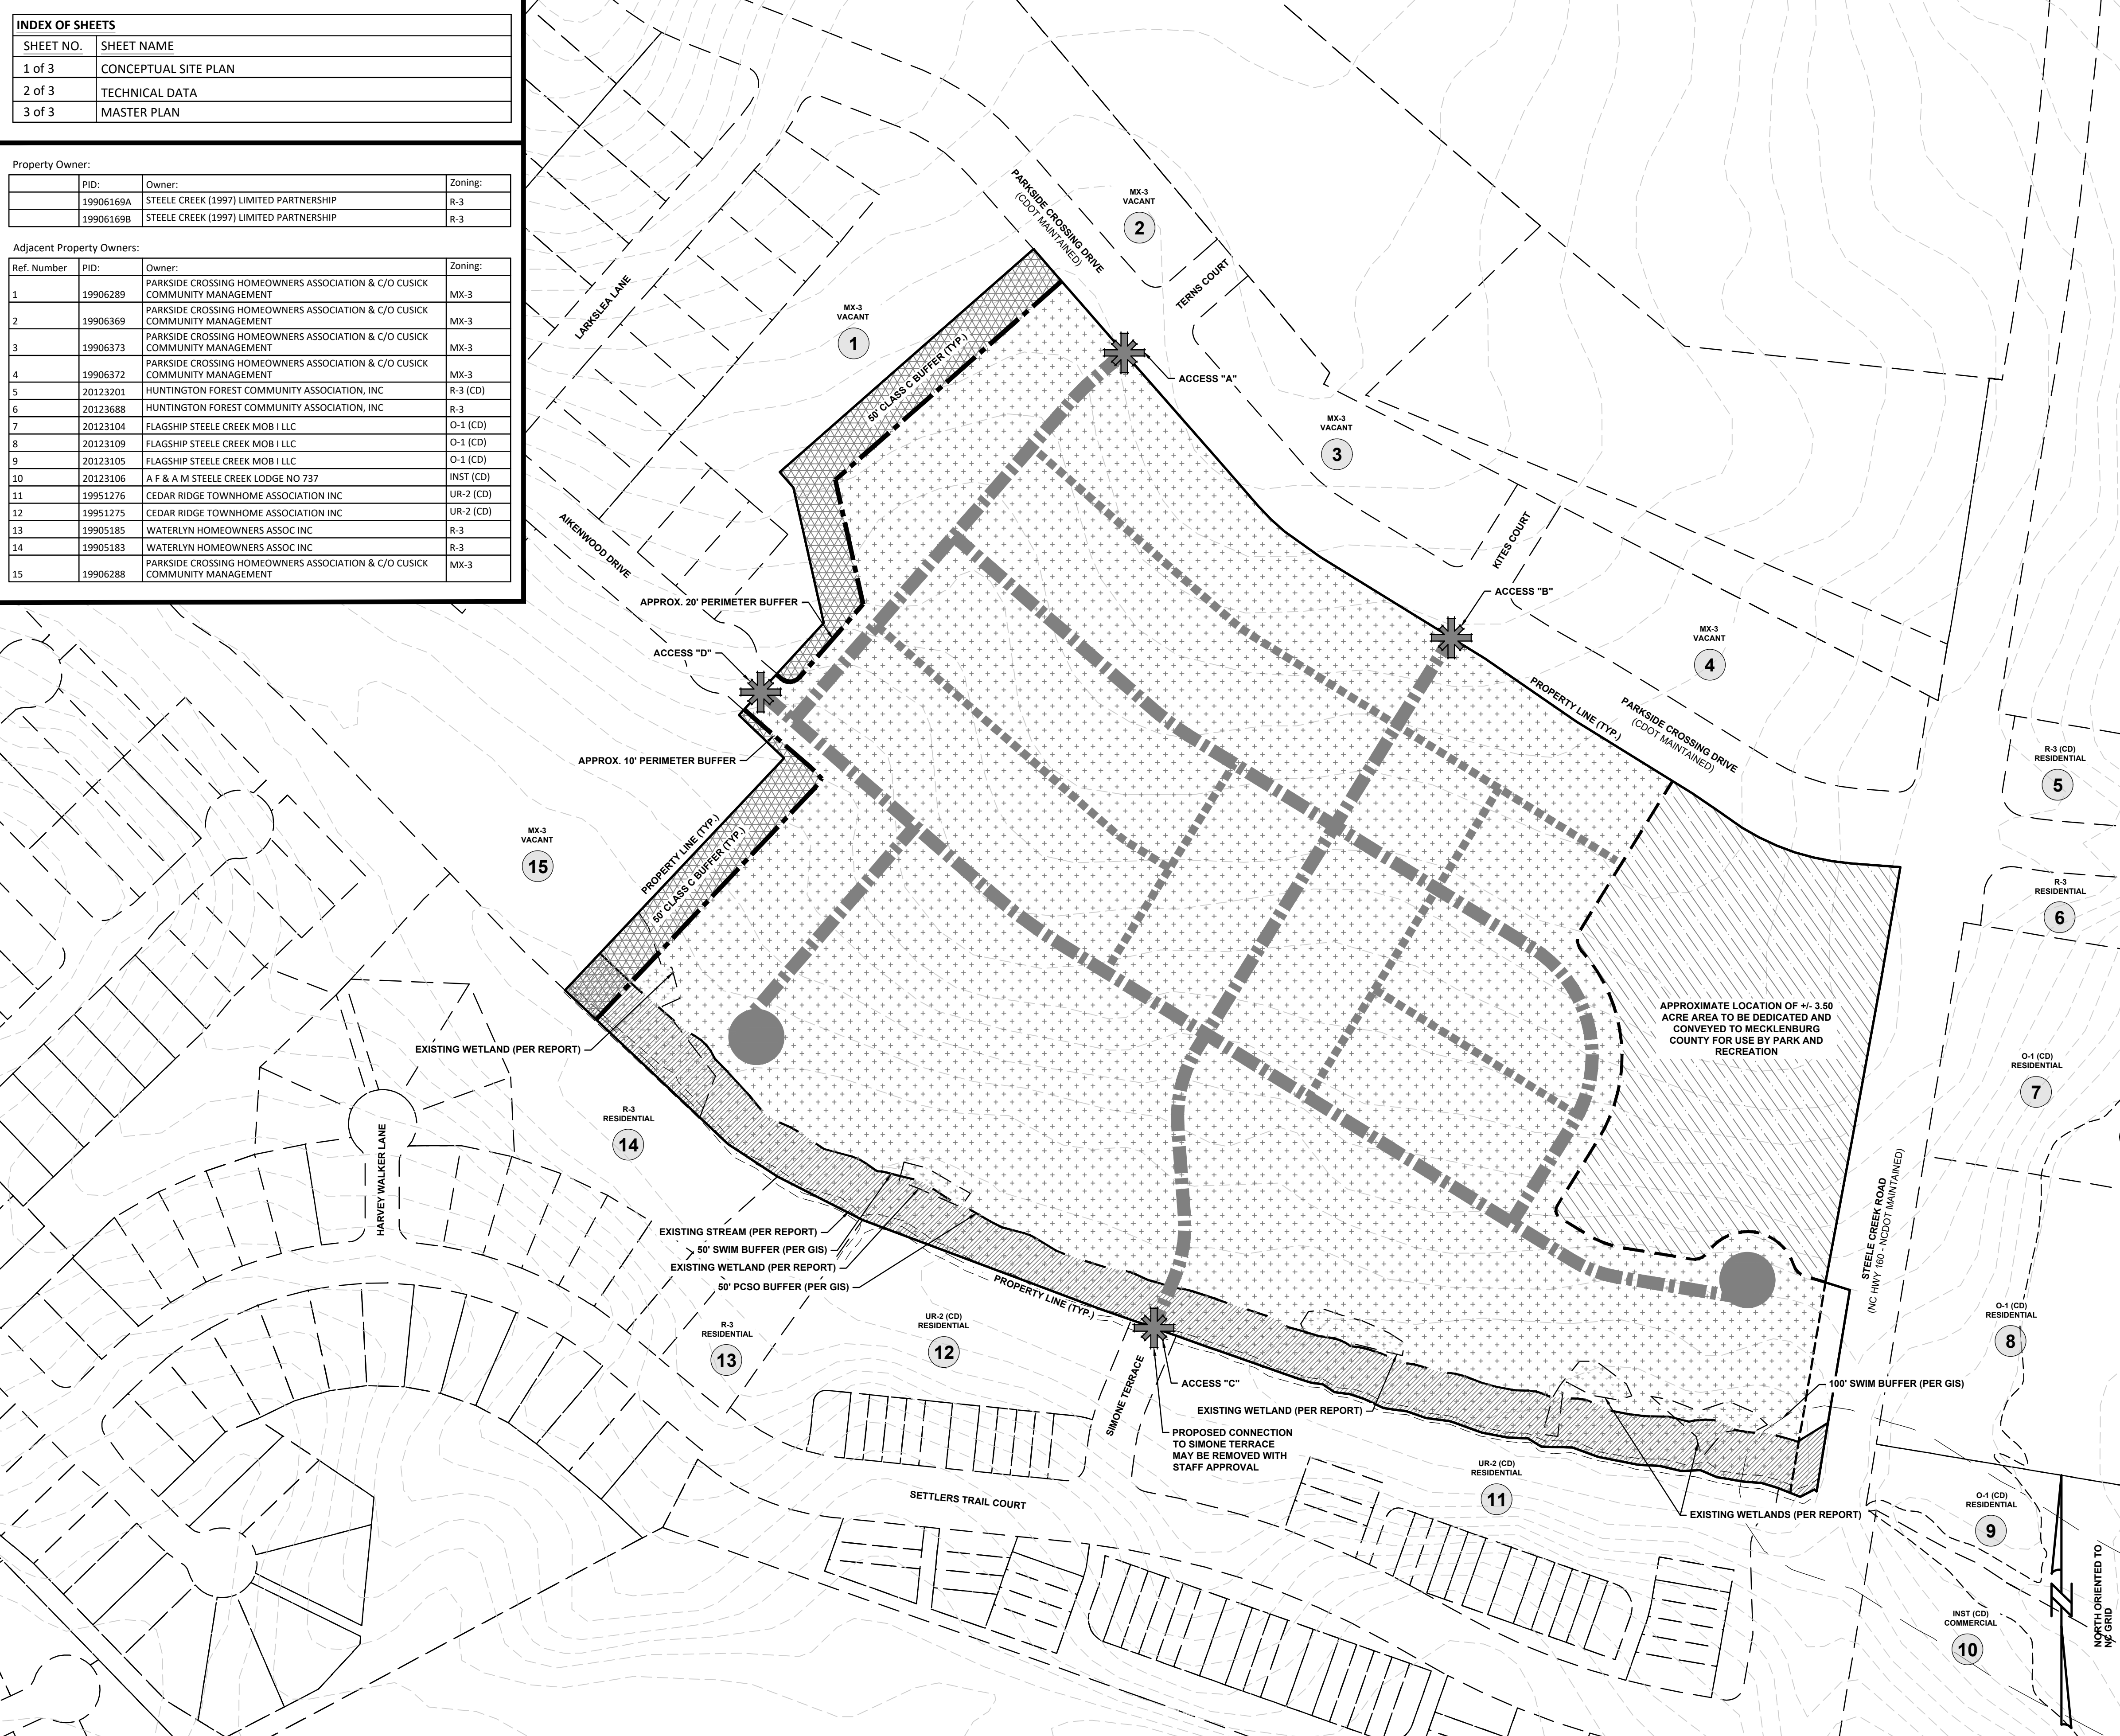 INDEX OF SHEETS
SHEET NO. SHEET NAME
1 of 3 CONCEPTUAL SITE PLAN
2 of 3 TECHNICAL DATA
3 of 3 MASTER PLAN
Property Owner:
PID: Owner: Zoning:
19906169A STEELE CREEK (1997) LIMITED PARTNERSHIP R-3
19906169B STEELE CREEK (1997) LIMITED PARTNERSHIP R-3
Adjacent Property Owners:
Ref. Number PID: Owner: Zoning:
PARKSIDE CROSSING HOMEOWNERS ASSOCIATION & C/O CUSICK
1 19906289 COMMUNITY MANAGEMENT MX-3
PARKSIDE CROSSING HOMEOWNERS ASSOCIATION & C/O CUSICK
2 19906369 COMMUNITY MANAGEMENT MX-3
PARKSIDE CROSSING HOMEOWNERS ASSOCIATION & C/O CUSICK
3 19906373 COMMUNITY MANAGEMENT MX-3
PARKSIDE CROSSING HOMEOWNERS ASSOCIATION & C/O CUSICK
4 19906372 COMMUNITY MANAGEMENT MX-3
5 20123201 HUNTINGTON FOREST COMMUNITY ASSOCIATION, INC R-3 (CD)
6 20123688 HUNTINGTON FOREST COMMUNITY ASSOCIATION, INC R-3
7 20123104 FLAGSHIP STEELE CREEK MOB I LLC O-1 (CD)
8 20123109 FLAGSHIP STEELE CREEK MOB I LLC O-1 (CD)
9 20123105 FLAGSHIP STEELE CREEK MOB I LLC O-1 (CD)
10 20123106 A F & A M STEELE CREEK LODGE NO 737 INST (CD)
11 19951276 CEDAR RIDGE TOWNHOME ASSOCIATION INC UR-2 (CD)
12 19951275 CEDAR RIDGE TOWNHOME ASSOCIATION INC UR-2 (CD)
13 19905185 WATERLYN HOMEOWNERS ASSOC INC R-3
14 19905183 WATERLYN HOMEOWNERS ASSOC INC R-3
PARKSIDE CROSSING HOMEOWNERS ASSOCIATION & C/O CUSICK MX-3
15 19906288 COMMUNITY MANAGEMENT
PARKSIDE CROSSING DRIVE
(CDOT MAINTAINED)
MX-3
VACANT
2
TERNS COURT
LARKSLEA LANE
MX-3
VACANT
1
50' CLASS C BUFFER (TYP.)
ACCESS "A"
MX-3
VACANT
3
KITES COURT
AIKENWOOD DRIVE
APPROX. 20' PERIMETER BUFFER
ACCESS "B"
ACCESS "D"
MX-3
VACANT
4
PROPERTY LINE (TYP.)
PARKSIDE CROSSING DRIVE
(CDOT MAINTAINED)
APPROX. 10' PERIMETER BUFFER
R-3 (CD)
RESIDENTIAL
5
MX-3
VACANT
15
PROPERTY LINE (TYP.)
50' CLASS C BUFFER (TYP.)
R-3
RESIDENTIAL
6
APPROXIMATE LOCATION OF +/- 3.50
ACRE AREA TO BE DEDICATED AND
CONVEYED TO MECKLENBURG
COUNTY FOR USE BY PARK AND
RECREATION
EXISTING WETLAND (PER REPORT)
O-1 (CD)
RESIDENTIAL
7
R-3
RESIDENTIAL
14
HARVEY WALKER LANE
STEELE CREEK ROAD
(NC HWY 160 - NCDOT MAINTAINED)
EXISTING STREAM (PER REPORT)
50' SWIM BUFFER (PER GIS)
EXISTING WETLAND (PER REPORT)
50' PCSO BUFFER (PER GIS)
PROPERTY LINE (TYP.)
R-3
RESIDENTIAL
13
UR-2 (CD)
RESIDENTIAL
12
O-1 (CD)
RESIDENTIAL
8
SIMONE TERRACE
ACCESS "C"
100' SWIM BUFFER (PER GIS)
EXISTING WETLAND (PER REPORT)
PROPOSED CONNECTION
TO SIMONE TERRACE
MAY BE REMOVED WITH
STAFF APPROVAL
UR-2 (CD)
RESIDENTIAL
11
SETTLERS TRAIL COURT
EXISTING WETLANDS (PER REPORT)
O-1 (CD)
RESIDENTIAL
9
INST (CD)
COMMERCIAL
10
N
NORTH ORIENTED TO
NC GRID